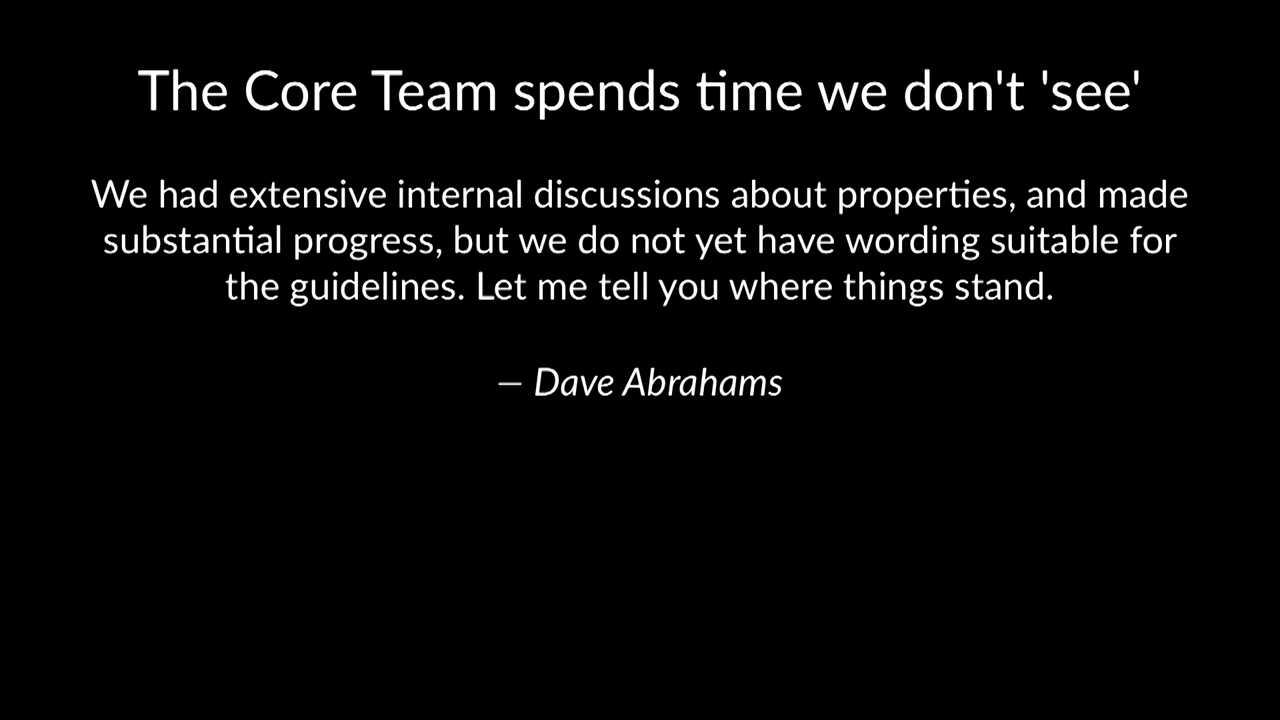 The Core Team spends time we don't 'see'
We had extensive internal discussions about properties, and made
substantial progress, but we do not yet have wording suitable for
the guidelines. Let me tell you where things stand.
— Dave Abrahams